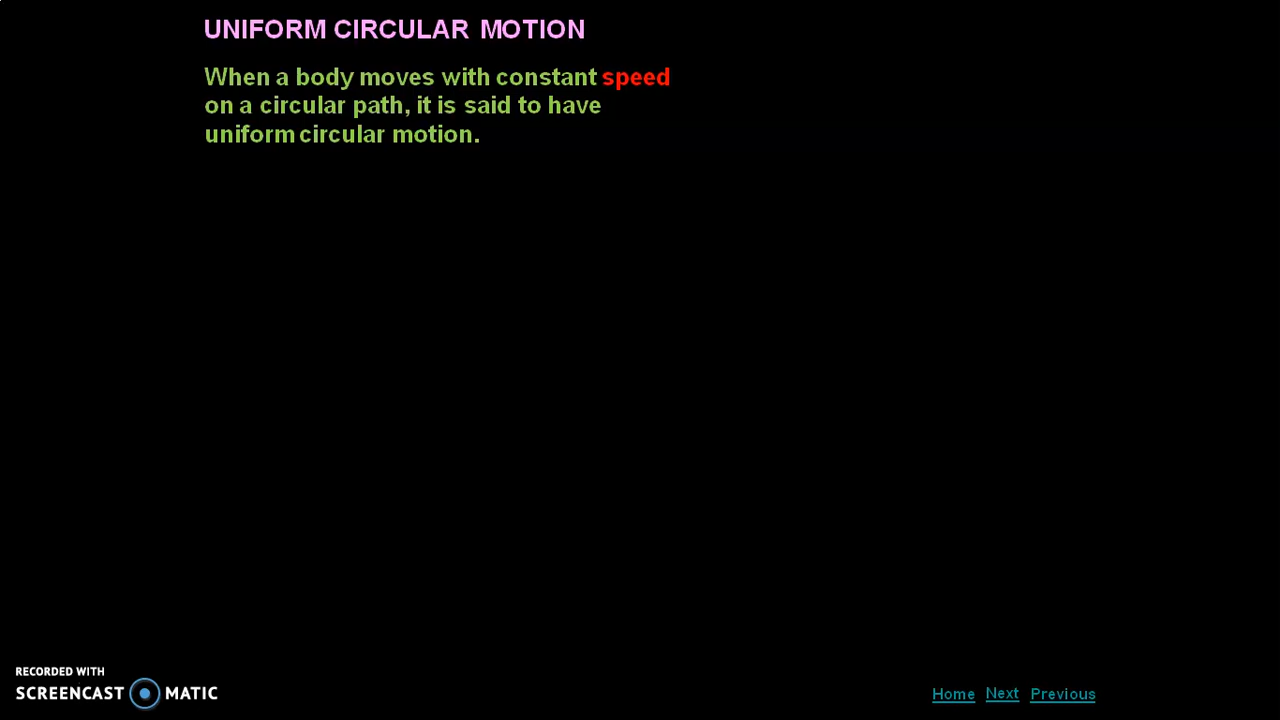 UNIFORM CIRCULAR MOTION
When a body moves with constant speed
on a circular path, it is said to have
uniform circular motion.
RECORDED WITH
SCREENCAST MATIC
Home Next Previous